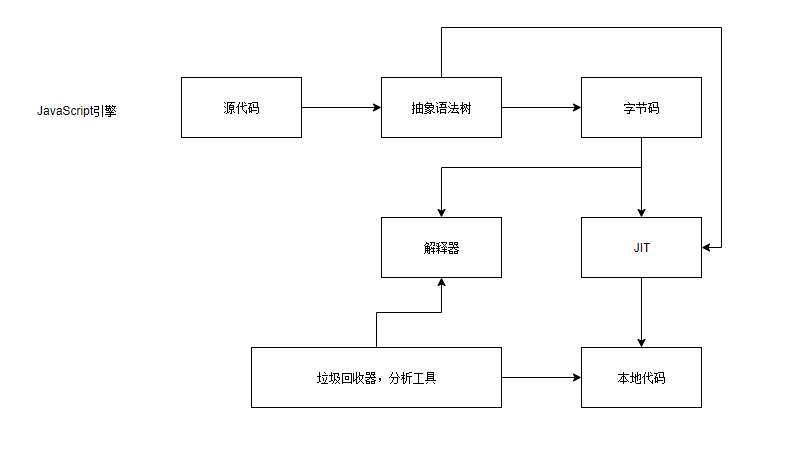 JavaScript引擎
源代码
抽象语法树
字节码
解释器
JIT
垃圾回收器，分析工具
本地代码